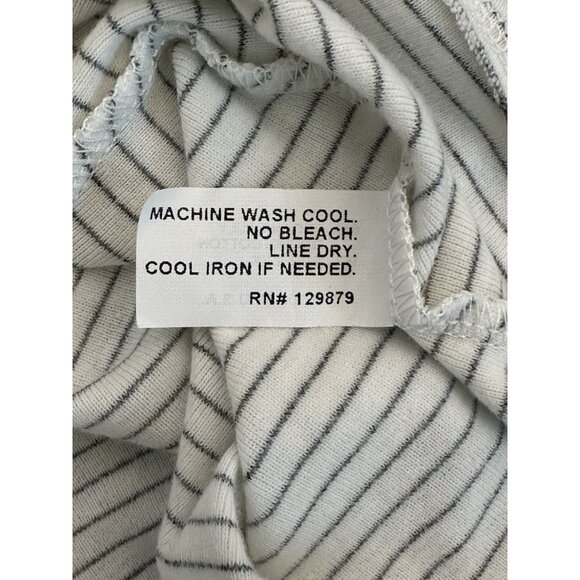 MACHINE WASH COOL.
NO BLEACH.
LINE DRY.
COOL IRON IF NEEDED.
RN# 129879